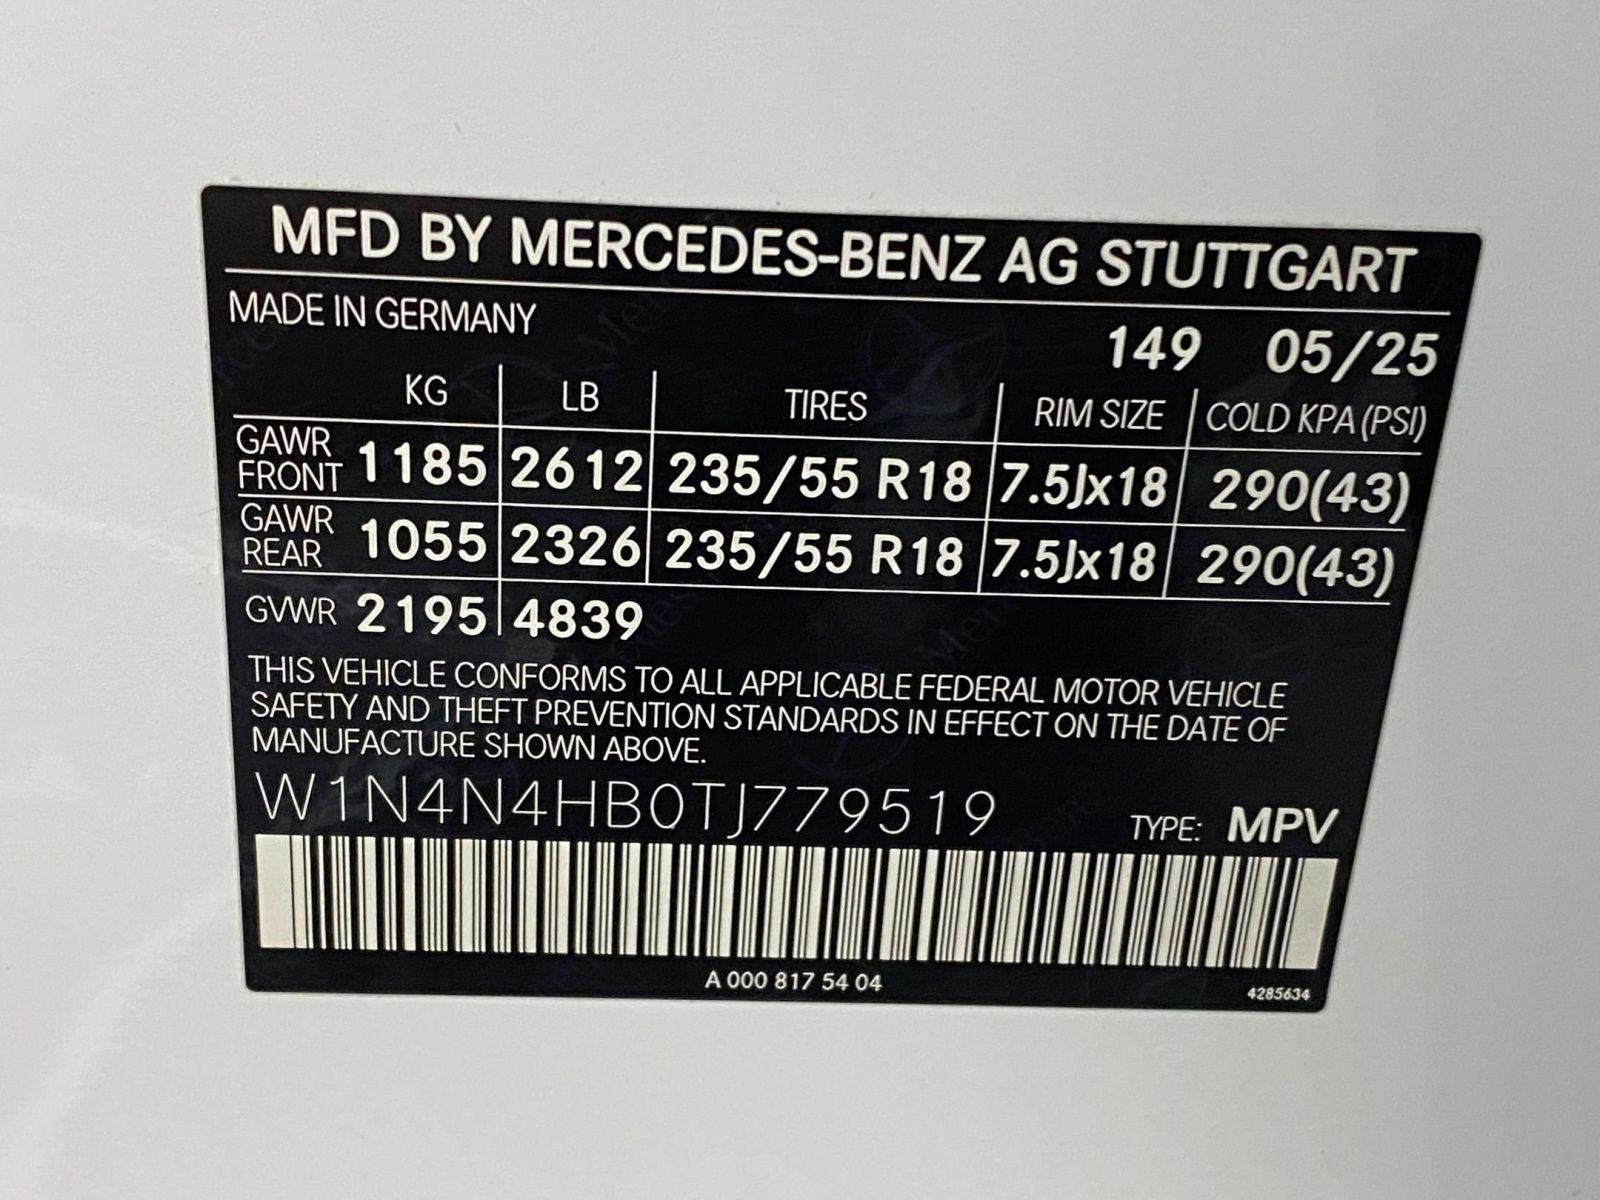 MFD BY MERCEDES-BENZ AG STUTTGART
MADE IN GERMANY
149 05/25
KG LB TIRES RIM SIZE COLD KPA (PSI)
GAWR FRONT 1185 2612 235/55 R18 7.5Jx18 290(43)
GAWR REAR 1055 2326 235/55 R18 7.5Jx18 290(43)
GVWR 2195 4839
THIS VEHICLE CONFORMS TO ALL APPLICABLE FEDERAL MOTOR VEHICLE
SAFETY AND THEFT PREVENTION STANDARDS IN EFFECT ON THE DATE OF
MANUFACTURE SHOWN ABOVE.
W1N4N4HB0TJ779519 TYPE: MPV
A 000 817 54 04
4285634